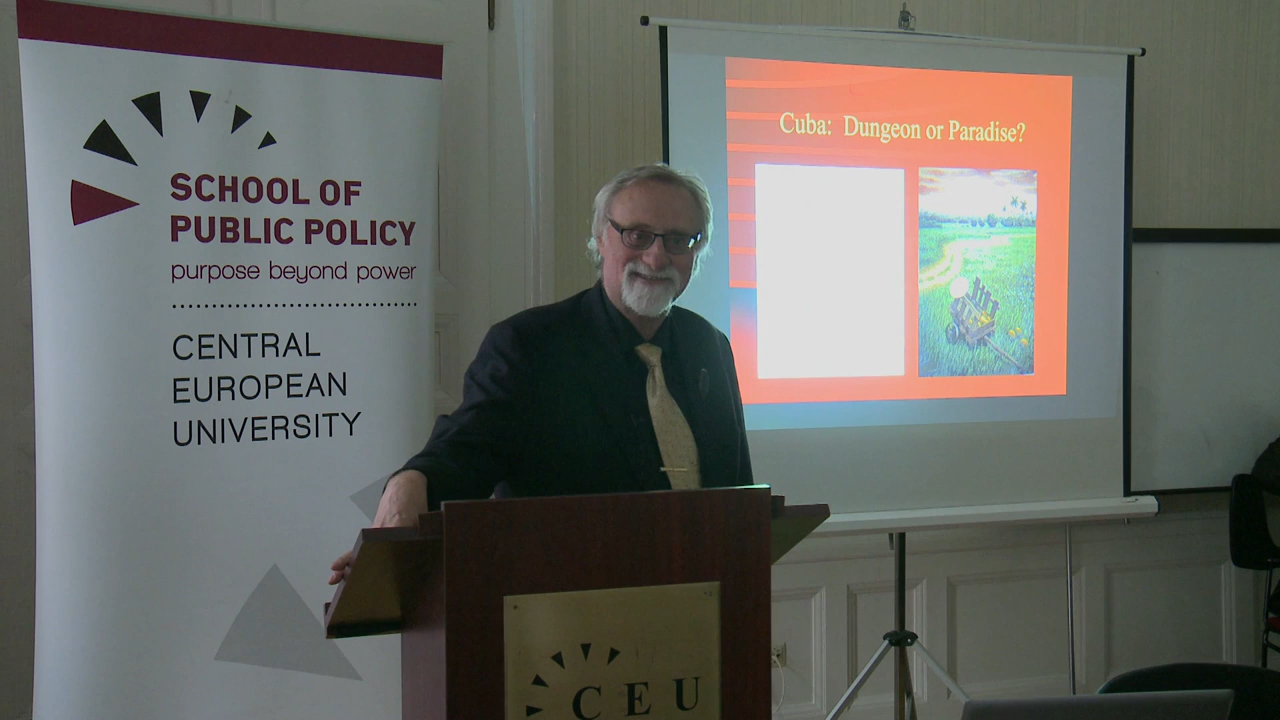 SCHOOL OF
PUBLIC POLICY
purpose beyond power
CENTRAL
EUROPEAN
UNIVERSITY
Cuba: Dungeon or Paradise?
CEU